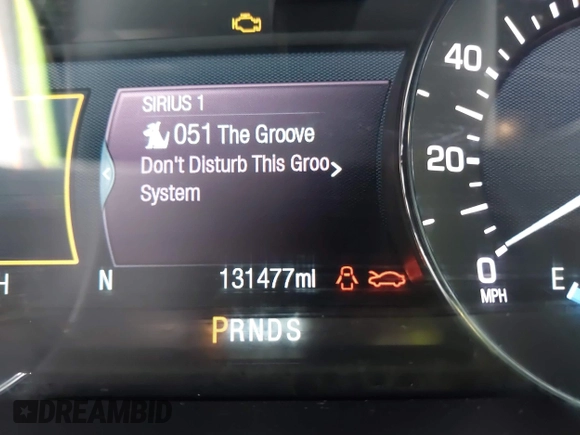 SIRIUS 1
051 The Groove
Don't Disturb This Groo
System
40
20
0
MPH
H
N
131477mi
E
PRNDS
DREAMBID